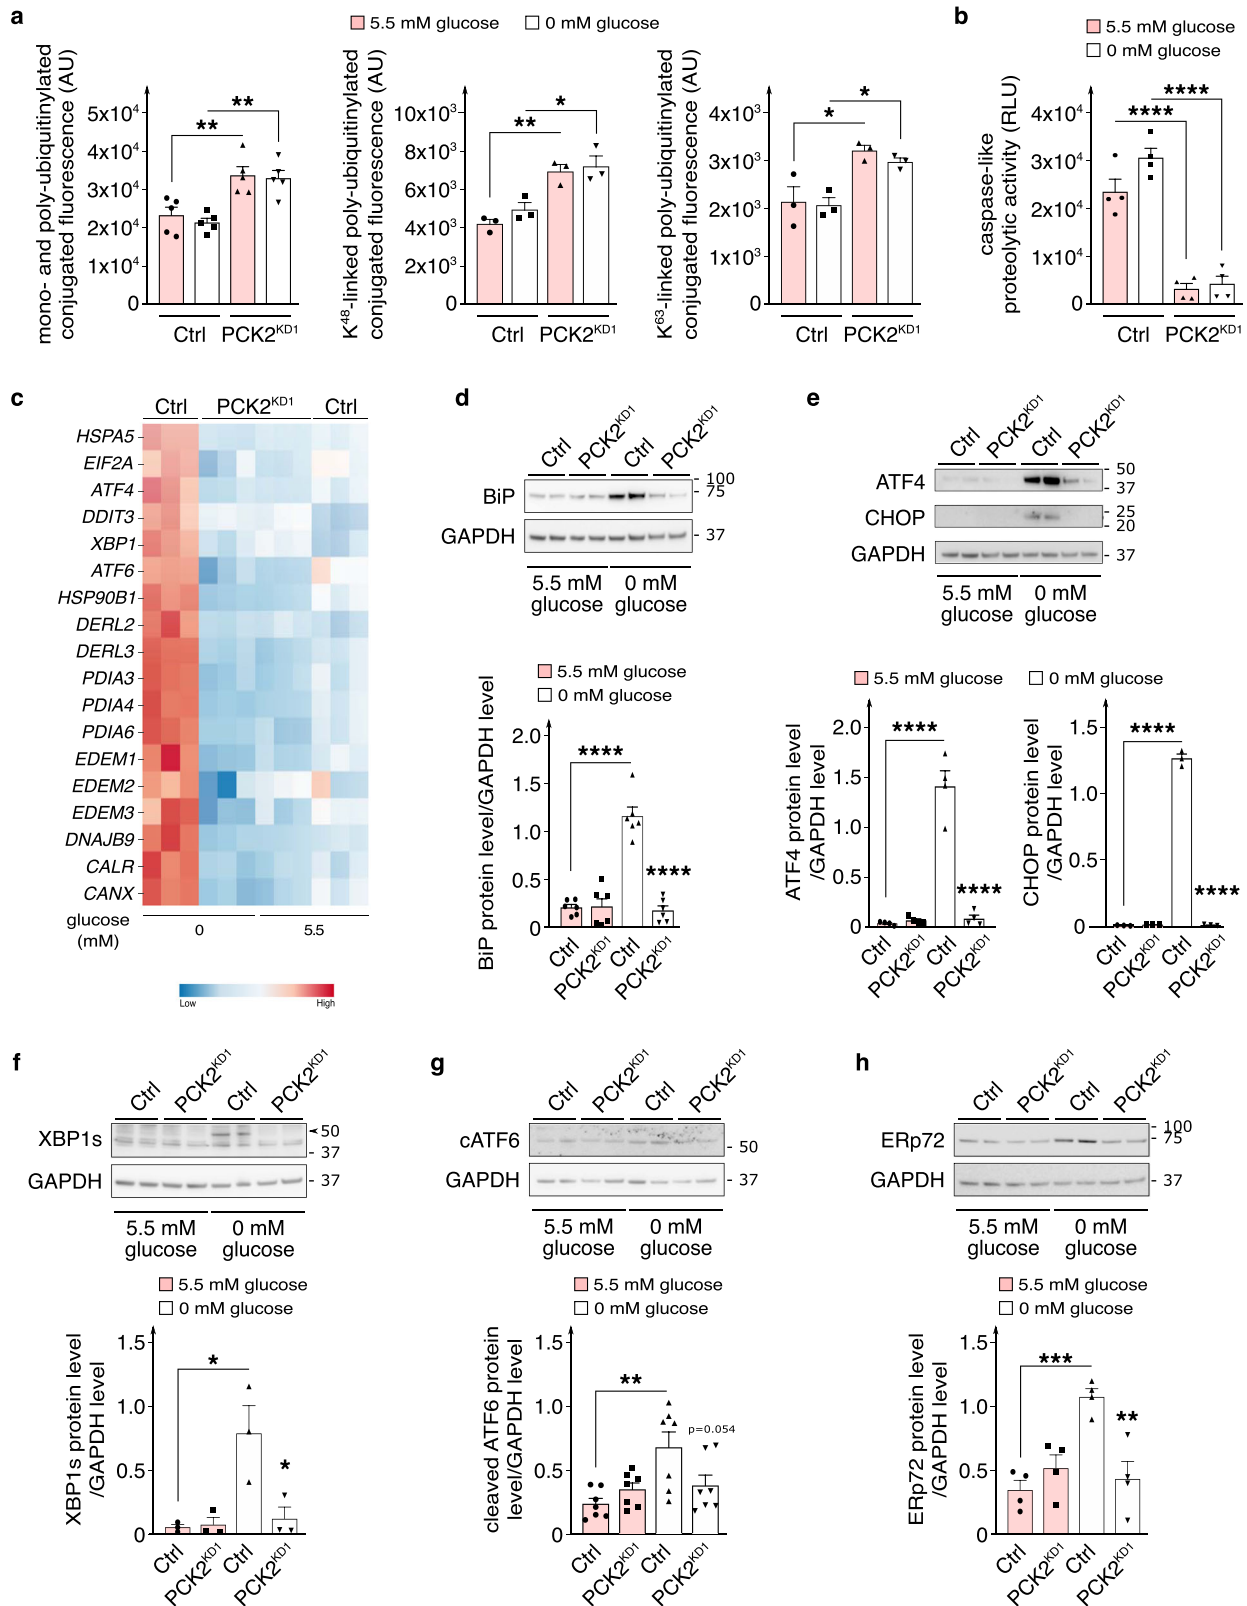 a
5.5 mM glucose
0 mM glucose
mono- and poly-ubiquitinylated
conjugated fluorescence (AU)
5x10⁴
4x10⁴
3x10⁴
2x10⁴
1x10⁴
0
**
**
Ctrl
PCK2ᴷᴰ¹
K⁴⁸-linked poly-ubiquitinylated
conjugated fluorescence (AU)
10x10³
8x10³
6x10³
4x10³
2x10³
0
**
*
Ctrl
PCK2ᴷᴰ¹
K⁶³-linked poly-ubiquitinylated
conjugated fluorescence (AU)
4x10³
3x10³
2x10³
1x10³
0
*
*
Ctrl
PCK2ᴷᴰ¹
b
5.5 mM glucose
0 mM glucose
caspase-like
proteolytic activity (RLU)
4x10⁴
3x10⁴
2x10⁴
1x10⁴
0
****
****
Ctrl
PCK2ᴷᴰ¹
c
Ctrl
PCK2ᴷᴰ¹
Ctrl
HSPA5
EIF2A
ATF4
DDIT3
XBP1
ATF6
HSP90B1
DERL2
DERL3
PDIA3
PDIA4
PDIA6
EDEM1
EDEM2
EDEM3
DNAJB9
CALR
CANX
glucose
(mM)
0
5.5
Low
High
d
Ctrl
PCK2ᴷᴰ¹
Ctrl
PCK2ᴷᴰ¹
BiP
- 100
- 75
GAPDH
- 37
5.5 mM
glucose
0 mM
glucose
5.5 mM glucose
0 mM glucose
BiP protein level/GAPDH level
2.0
1.5
1.0
0.5
0
****
****
Ctrl
PCK2ᴷᴰ¹
Ctrl
PCK2ᴷᴰ¹
e
Ctrl
PCK2ᴷᴰ¹
Ctrl
PCK2ᴷᴰ¹
ATF4
- 50
- 37
CHOP
- 25
- 20
GAPDH
- 37
5.5 mM
glucose
0 mM
glucose
5.5 mM glucose
0 mM glucose
ATF4 protein level
/GAPDH level
2.0
1.5
1.0
0.5
0
****
****
Ctrl
PCK2ᴷᴰ¹
Ctrl
PCK2ᴷᴰ¹
CHOP protein level
/GAPDH level
1.5
1.0
0.5
0
****
****
Ctrl
PCK2ᴷᴰ¹
Ctrl
PCK2ᴷᴰ¹
f
Ctrl
PCK2ᴷᴰ¹
Ctrl
PCK2ᴷᴰ¹
XBP1s
50
- 37
GAPDH
- 37
5.5 mM
glucose
0 mM
glucose
5.5 mM glucose
0 mM glucose
XBP1s protein level
/GAPDH level
1.5
1.0
0.5
0
*
*
Ctrl
PCK2ᴷᴰ¹
Ctrl
PCK2ᴷᴰ¹
g
Ctrl
PCK2ᴷᴰ¹
Ctrl
PCK2ᴷᴰ¹
cATF6
- 50
GAPDH
- 37
5.5 mM
glucose
0 mM
glucose
5.5 mM glucose
0 mM glucose
cleaved ATF6 protein
level/GAPDH level
1.5
1.0
0.5
0
**
p=0.054
Ctrl
PCK2ᴷᴰ¹
Ctrl
PCK2ᴷᴰ¹
h
Ctrl
PCK2ᴷᴰ¹
Ctrl
PCK2ᴷᴰ¹
ERp72
- 100
- 75
GAPDH
- 37
5.5 mM
glucose
0 mM
glucose
5.5 mM glucose
0 mM glucose
ERp72 protein level
/GAPDH level
1.5
1.0
0.5
0
***
**
Ctrl
PCK2ᴷᴰ¹
Ctrl
PCK2ᴷᴰ¹